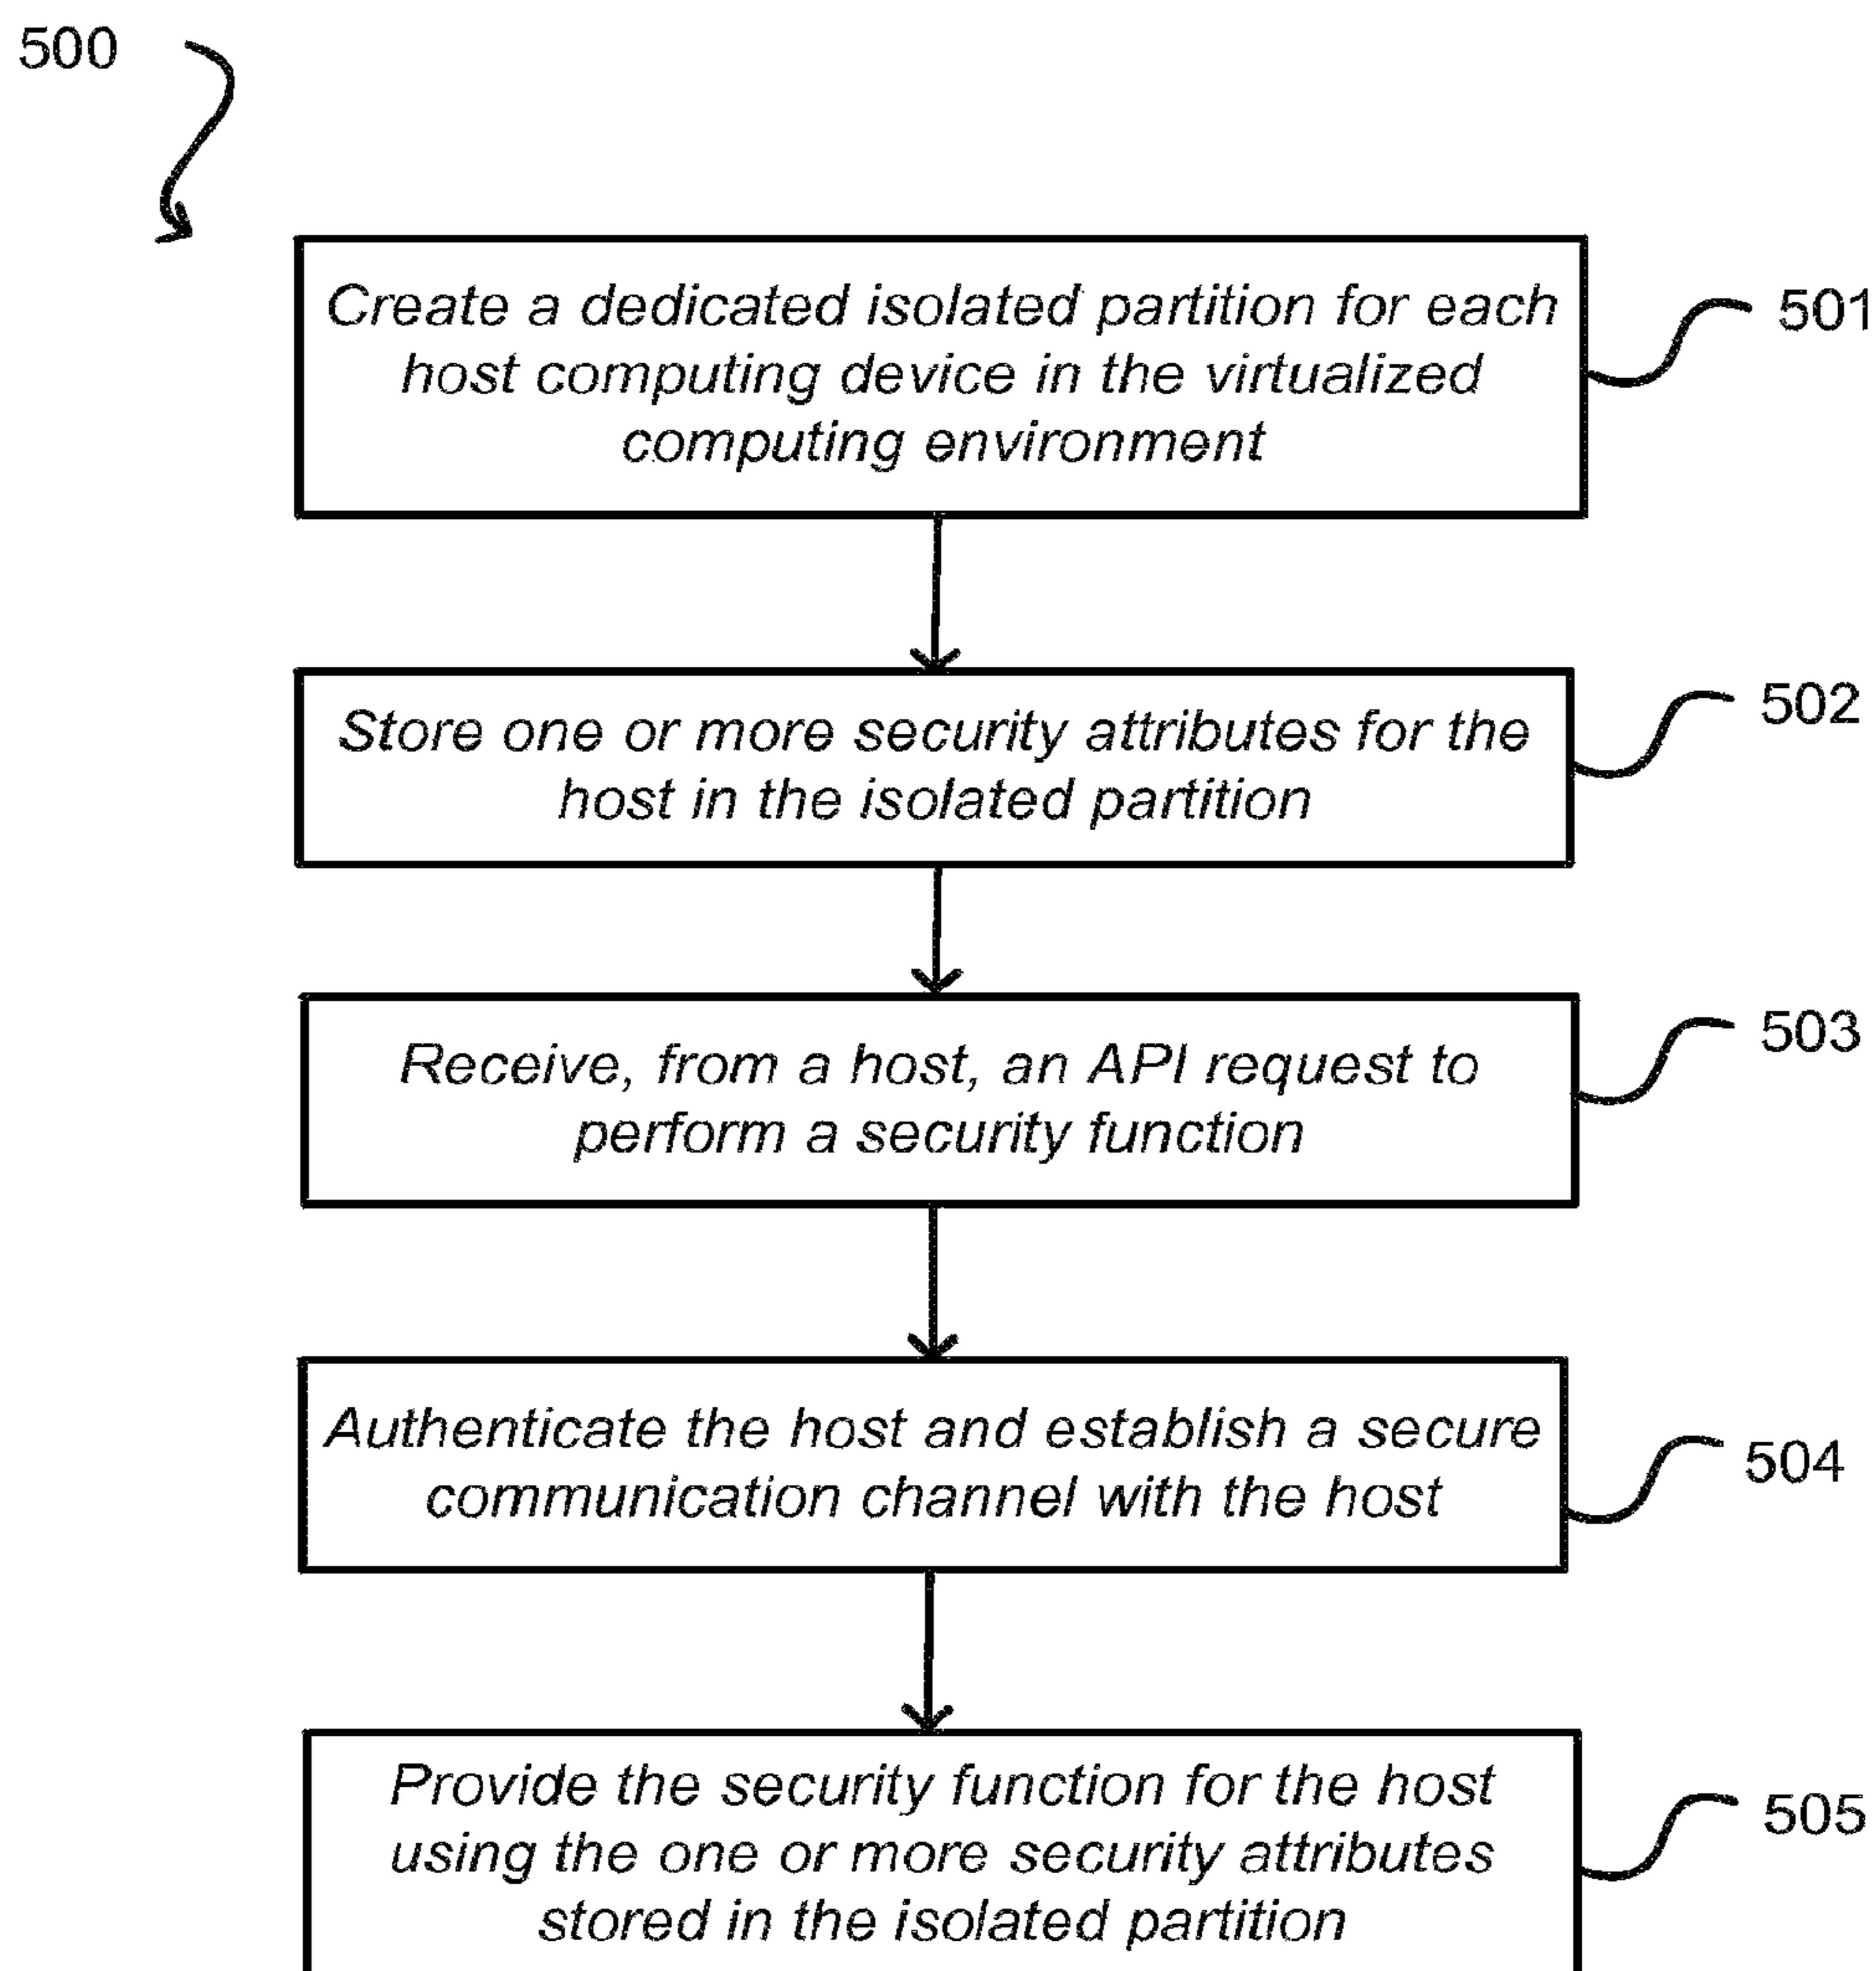 500
Create a dedicated isolated partition for each
host computing device in the virtualized
computing environment
501
Store one or more security attributes for the
host in the isolated partition
502
Receive, from a host, an API request to
perform a security function
503
Authenticate the host and establish a secure
communication channel with the host
504
Provide the security function for the host
using the one or more security attributes
stored in the isolated partition
505